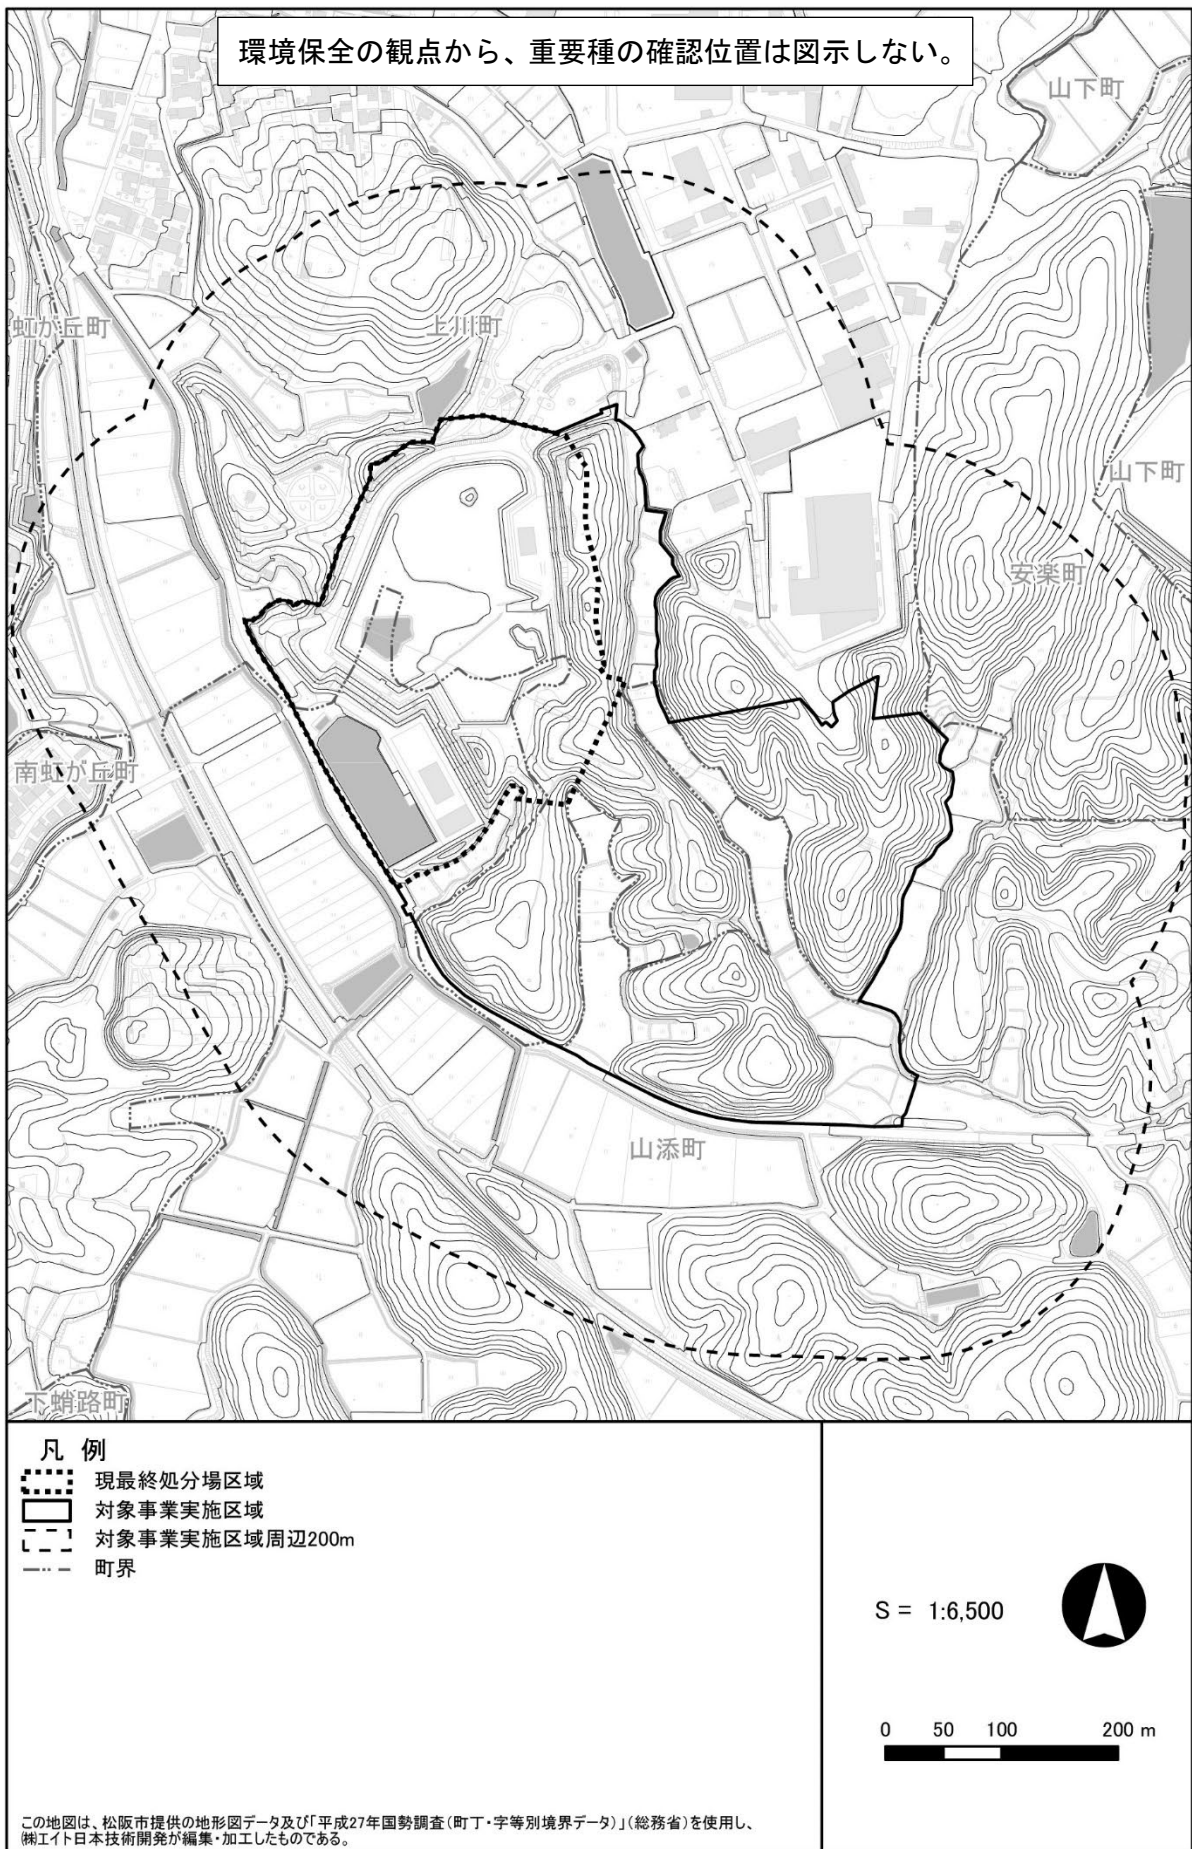 環境保全の観点から、重要種の確認位置は図示しない。
山下町
虹が丘町
上川町
山下町
安楽町
南虹が丘町
山添町
下蛸路町
凡 例
現最終処分場区域
対象事業実施区域
対象事業実施区域周辺200m
町界
S = 1:6,500
0 50 100 200 m
この地図は、松阪市提供の地形図データ及び「平成27年国勢調査(町丁・字等別境界データ)」(総務省)を使用し、
㈱エイト日本技術開発が編集・加工したものである。